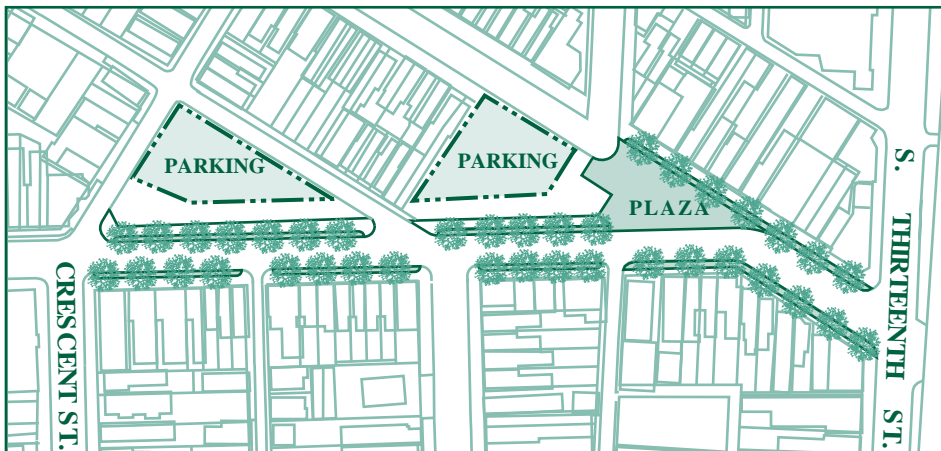 PARKING
PARKING
PLAZA
CRESCENT ST.
S. THIRTEENTH ST.